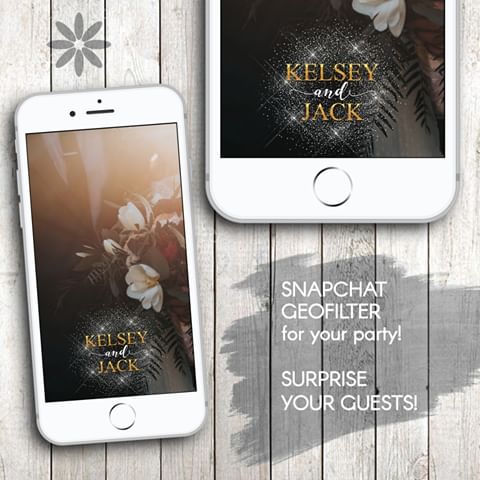 KELSEY
and
JACK
KELSEY
and
JACK
SNAPCHAT
GEOFILTER
for your party!
SURPRISE
YOUR GUESTS!